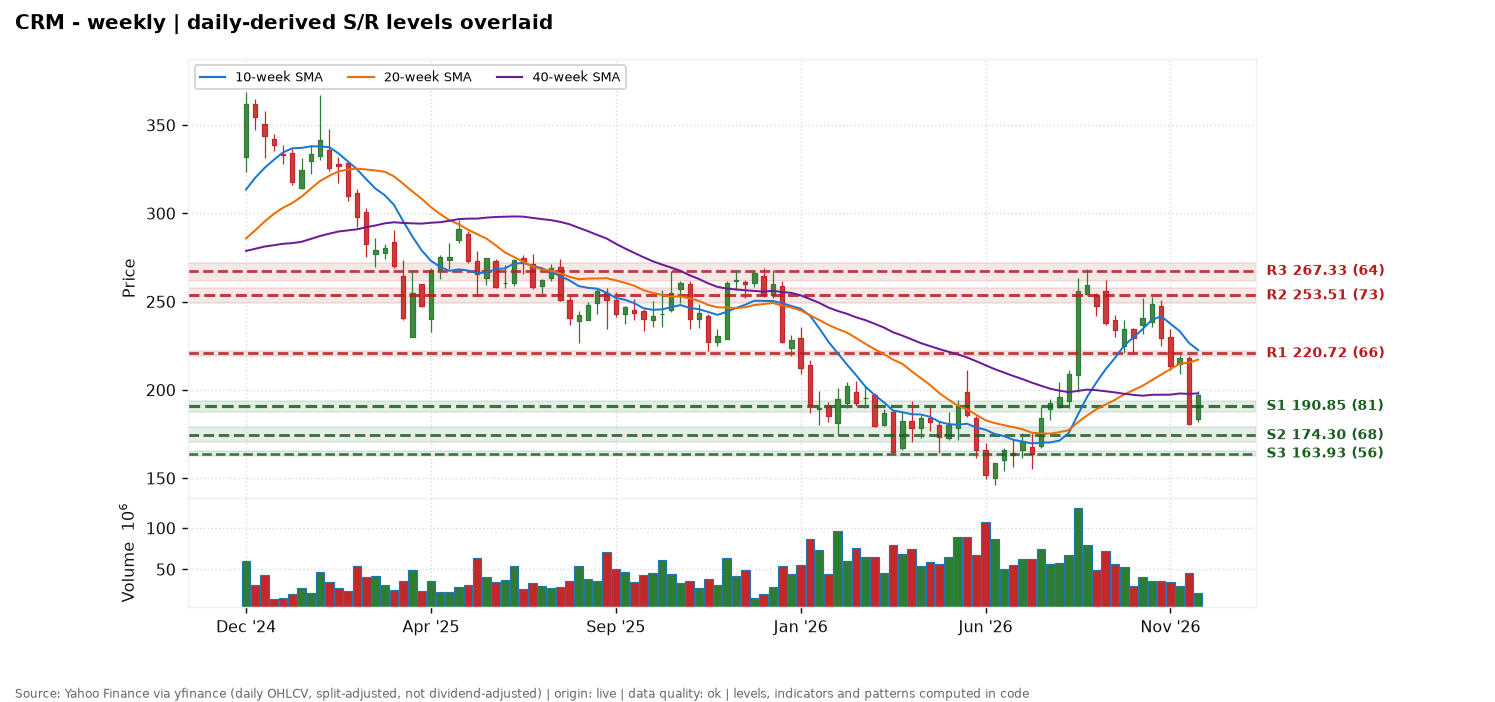 CRM - weekly | daily-derived S/R levels overlaid
10-week SMA 20-week SMA 40-week SMA
Price
350
300
250
200
150
R3 267.33 (64)
R2 253.51 (73)
R1 220.72 (66)
S1 190.85 (81)
S2 174.30 (68)
S3 163.93 (56)
Volume 10⁶
100
50
Dec '24 Apr '25 Sep '25 Jan '26 Jun '26 Nov '26
Source: Yahoo Finance via yfinance (daily OHLCV, split-adjusted, not dividend-adjusted) | origin: live | data quality: ok | levels, indicators and patterns computed in code